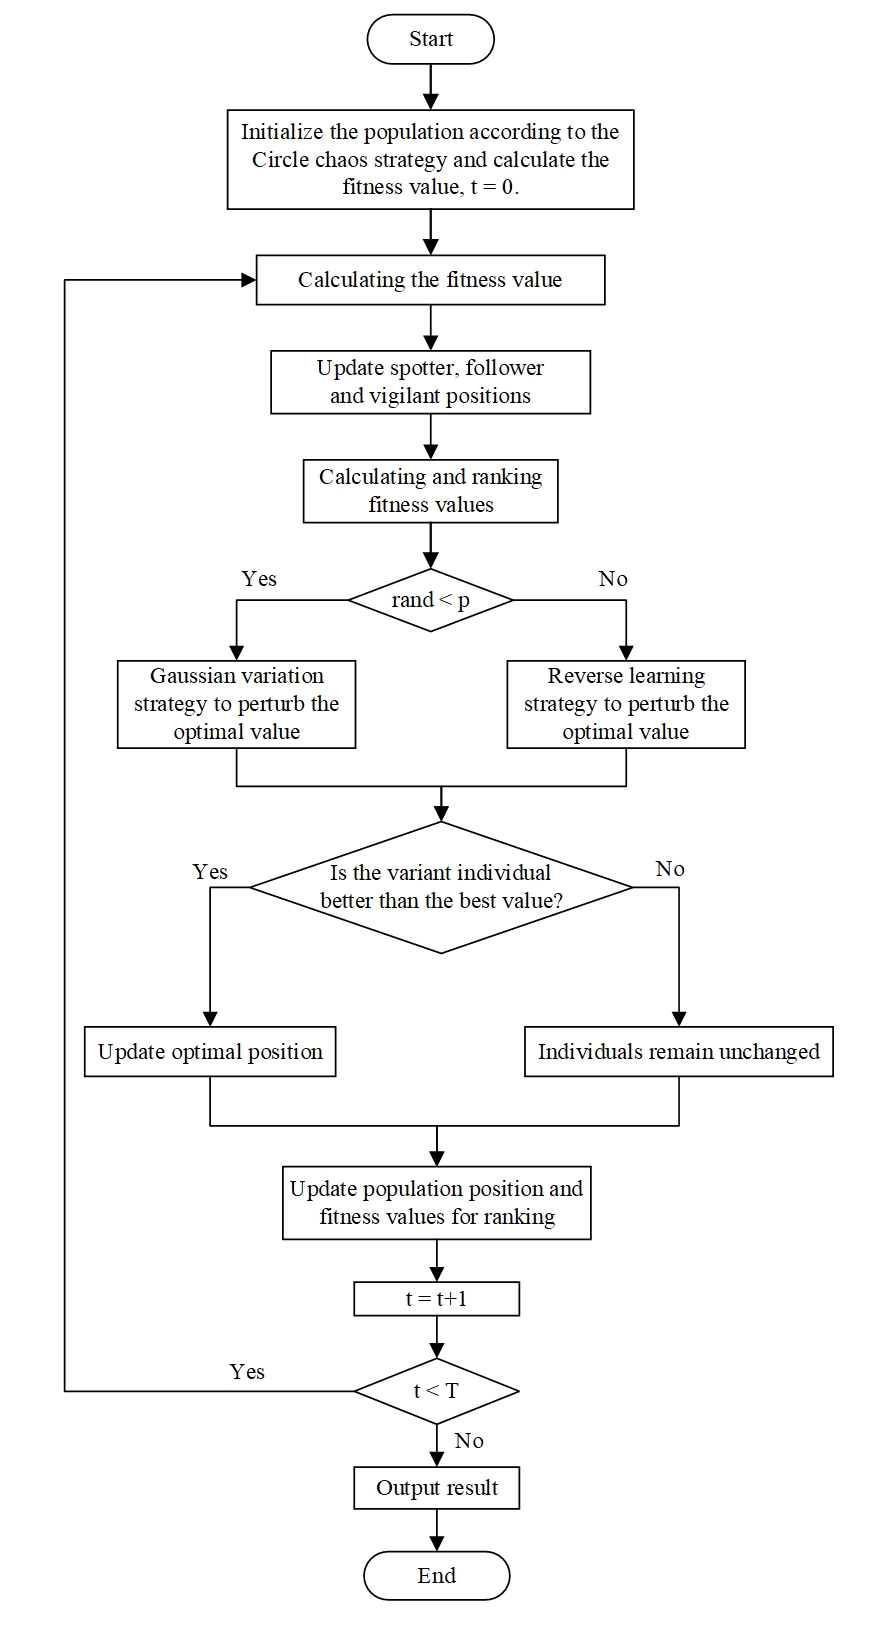 Start
Initialize the population according to the
Circle chaos strategy and calculate the
fitness value, t = 0.
Calculating the fitness value
Update spotter, follower
and vigilant positions
Calculating and ranking
fitness values
Yes
No
rand < p
Gaussian variation
strategy to perturb the
optimal value
Reverse learning
strategy to perturb the
optimal value
Yes
No
Is the variant individual
better than the best value?
Update optimal position
Individuals remain unchanged
Update population position and
fitness values for ranking
t = t+1
Yes
t < T
No
Output result
End